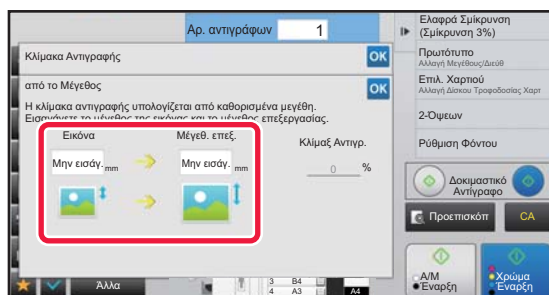 Αρ. αντιγράφων 1
Κλίμακα Αντιγραφής OK
από το Μέγεθος OK
Η κλίμακα αντιγραφής υπολογίζεται από καθορισμένα μεγέθη.
Εισαγάγετε το μέγεθος της εικόνας και το μέγεθος επεξεργασίας.
Εικόνα Μέγεθ. επεξ. Κλίμαξ Αντιγρ.
Μην εισάγ. mm Μην εισάγ. mm 0 %
Άλλα
3 B4
4 A3 A4
Ελαφρά Σμίκρυνση
(Σμίκρυνση 3%)
Πρωτότυπο
Αλλαγή Μεγέθους/Διεύθ
Επιλ. Χαρτιού
Αλλαγή Δίσκου Τροφοδοσίας Χαρτ
2-Όψεων
Ρύθμιση Φόντου
Δοκιμαστικό
Αντίγραφο
Προεπισκόπ CA
Α/Μ Χρώμα
Έναρξη Έναρξη